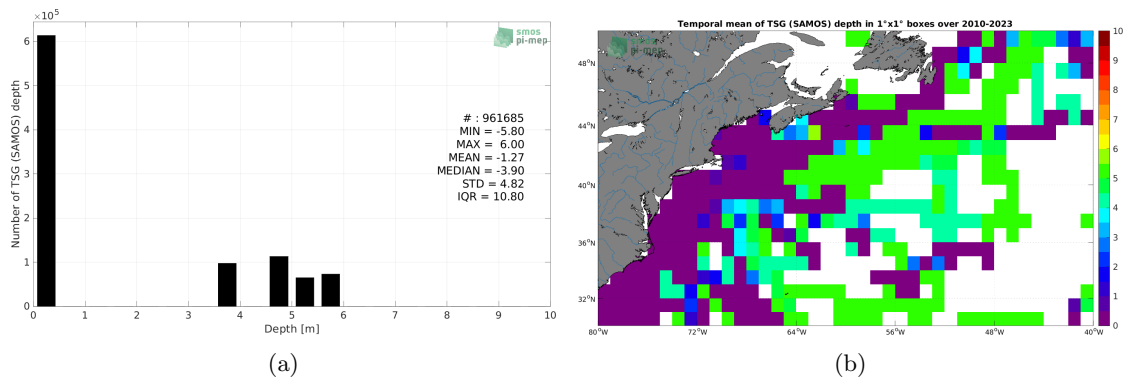 ×10⁵
6
5
4
3
2
1
0
Number of TSG (SAMOS) depth
smos
pi-mep
# : 961685
MIN = -5.80
MAX = 6.00
MEAN = -1.27
MEDIAN = -3.90
STD = 4.82
IQR = 10.80
0 1 2 3 4 5 6 7 8 9 10
Depth [m]
(a)
Temporal mean of TSG (SAMOS) depth in 1°x1° boxes over 2010-2023
smos
pi-mep
48°N
44°N
40°N
36°N
32°N
80°W 72°W 64°W 56°W 48°W 40°W
10
9
8
7
6
5
4
3
2
1
0
(b)